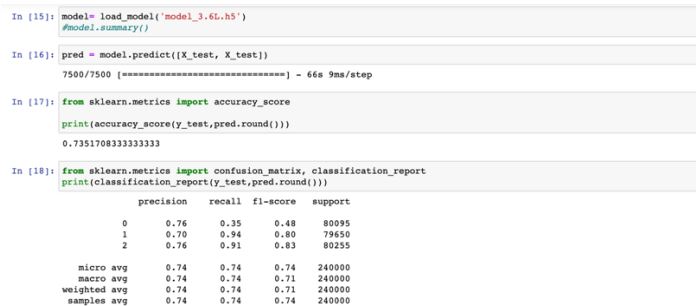 In [15]: model= load_model('model_3.6L.h5')
#model.summary()
In [16]: pred = model.predict([X_test, X_test])
7500/7500 [==============================] - 66s 9ms/step
In [17]: from sklearn.metrics import accuracy_score
print(accuracy_score(y_test,pred.round()))
0.7351708333333333
In [18]: from sklearn.metrics import confusion_matrix, classification_report
print(classification_report(y_test,pred.round()))
precision recall f1-score support
0 0.76 0.35 0.48 80095
1 0.70 0.94 0.80 79650
2 0.76 0.91 0.83 80255
micro avg 0.74 0.74 0.74 240000
macro avg 0.74 0.74 0.71 240000
weighted avg 0.74 0.74 0.71 240000
samples avg 0.74 0.74 0.74 240000